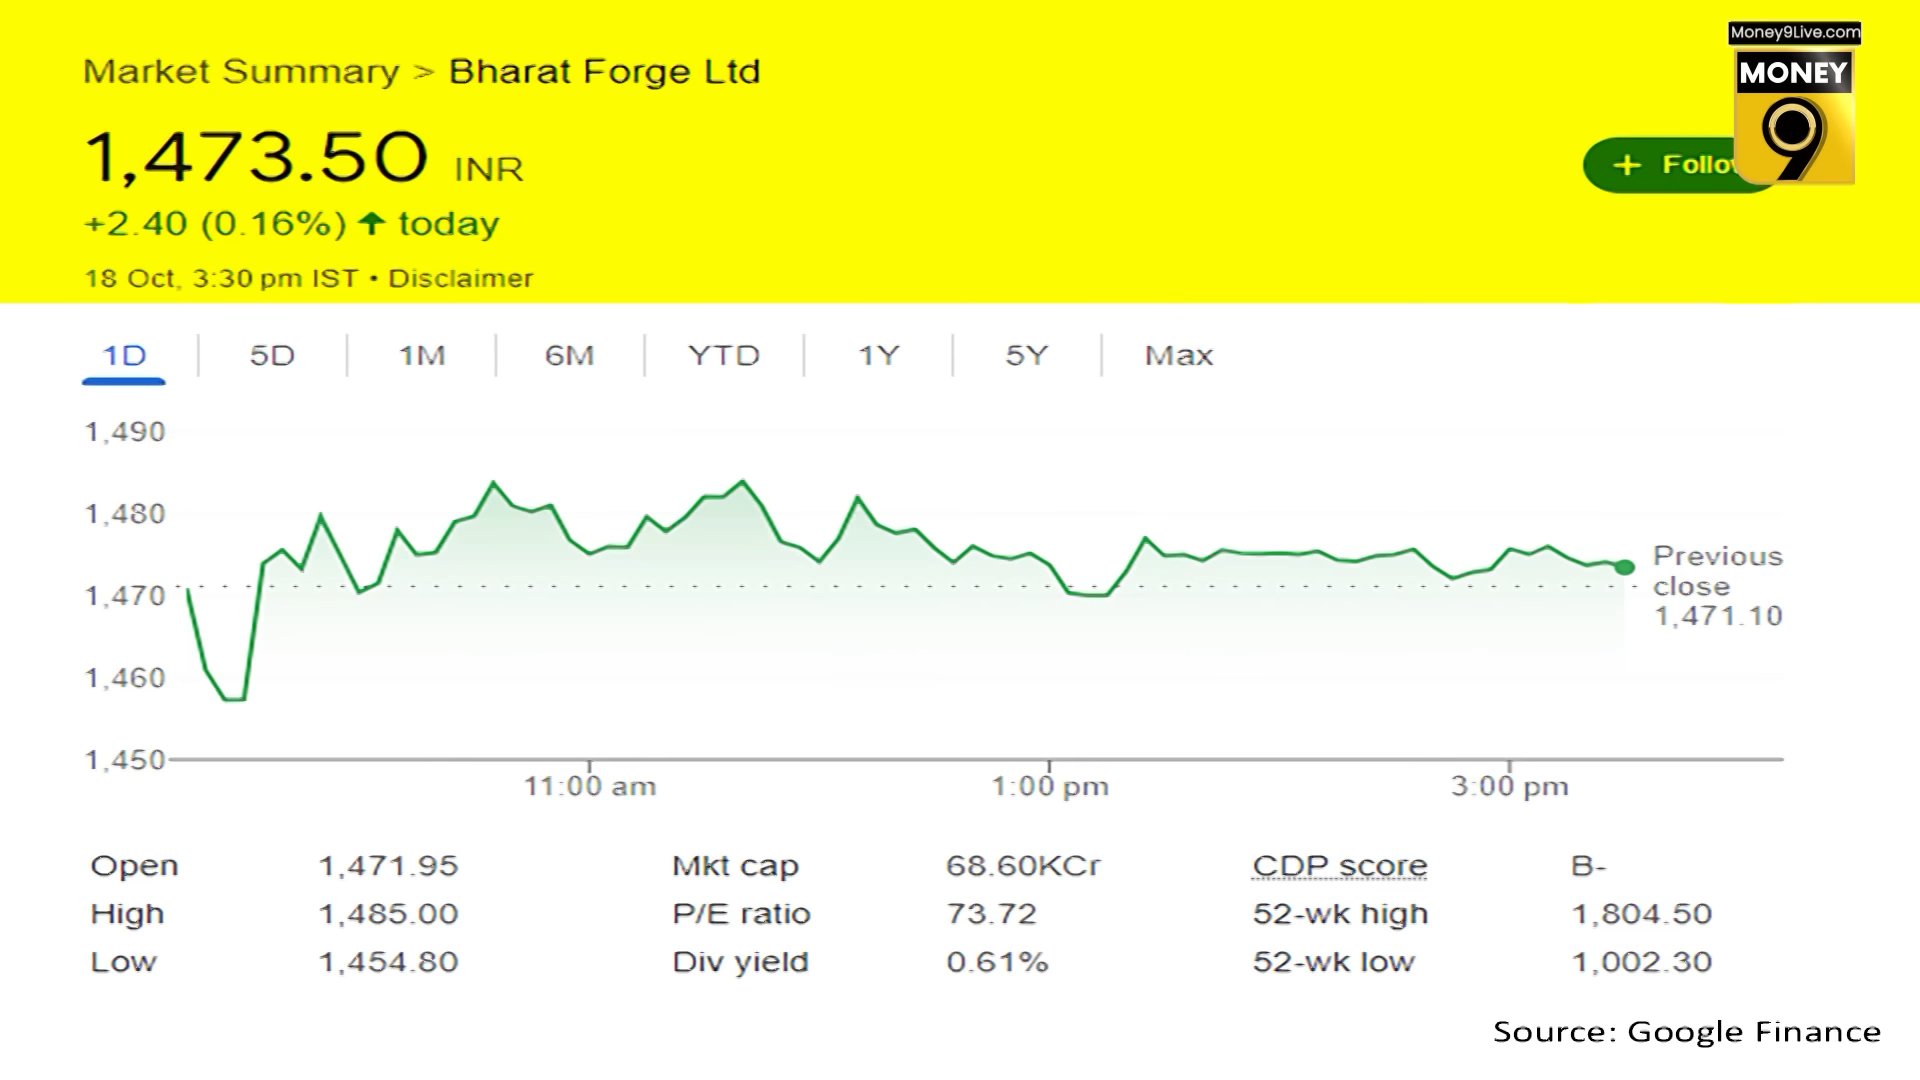 Money9Live.com
MONEY
9
Market Summary > Bharat Forge Ltd
1,473.50 INR
+2.40 (0.16%) ↑ today
18 Oct, 3:30 pm IST • Disclaimer
+ Follo
1D 5D 1M 6M YTD 1Y 5Y Max
1,490
1,480
1,470
1,460
1,450
Previous
close
1,471.10
11:00 am 1:00 pm 3:00 pm
Open 1,471.95 Mkt cap 68.60KCr CDP score B-
High 1,485.00 P/E ratio 73.72 52-wk high 1,804.50
Low 1,454.80 Div yield 0.61% 52-wk low 1,002.30
Source: Google Finance